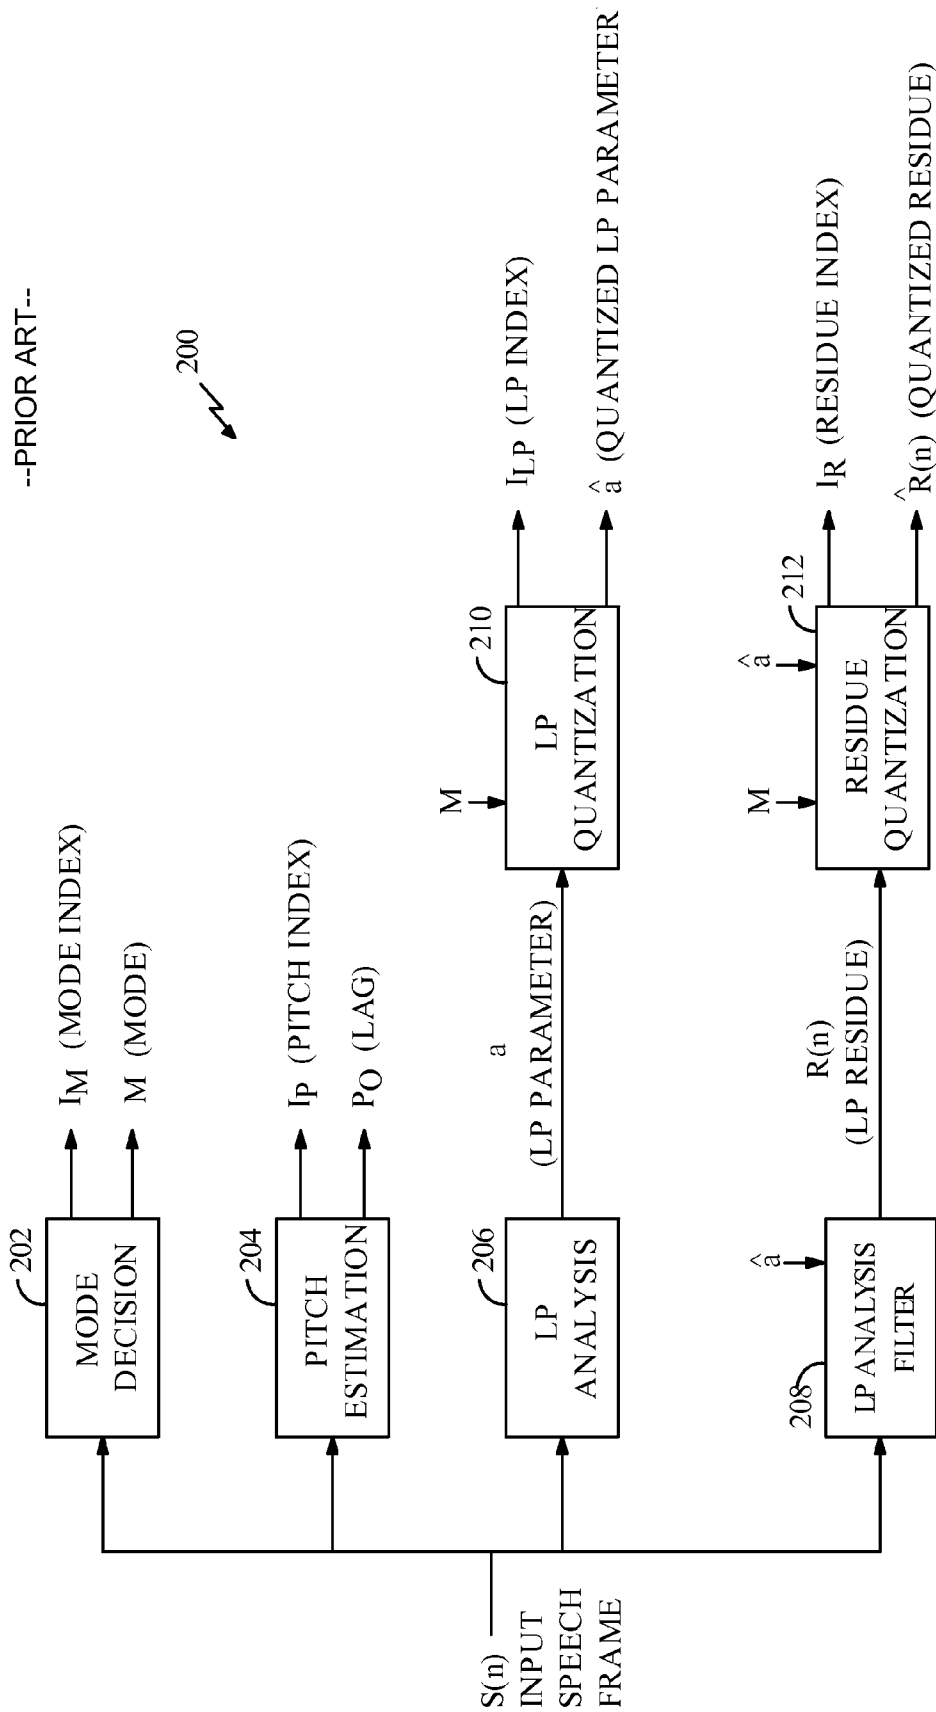 --PRIOR ART--
200
202
MODE
DECISION
I_M (MODE INDEX)
M (MODE)
204
PITCH
ESTIMATION
I_P (PITCH INDEX)
P_O (LAG)
S(n)
INPUT
SPEECH
FRAME
206
LP
ANALYSIS
a
(LP PARAMETER)
M
210
LP
QUANTIZATION
I_LP (LP INDEX)
â (QUANTIZED LP PARAMETER
â
208
LP ANALYSIS
FILTER
R(n)
(LP RESIDUE)
M
â
212
RESIDUE
QUANTIZATION
I_R (RESIDUE INDEX)
R̂(n) (QUANTIZED RESIDUE)